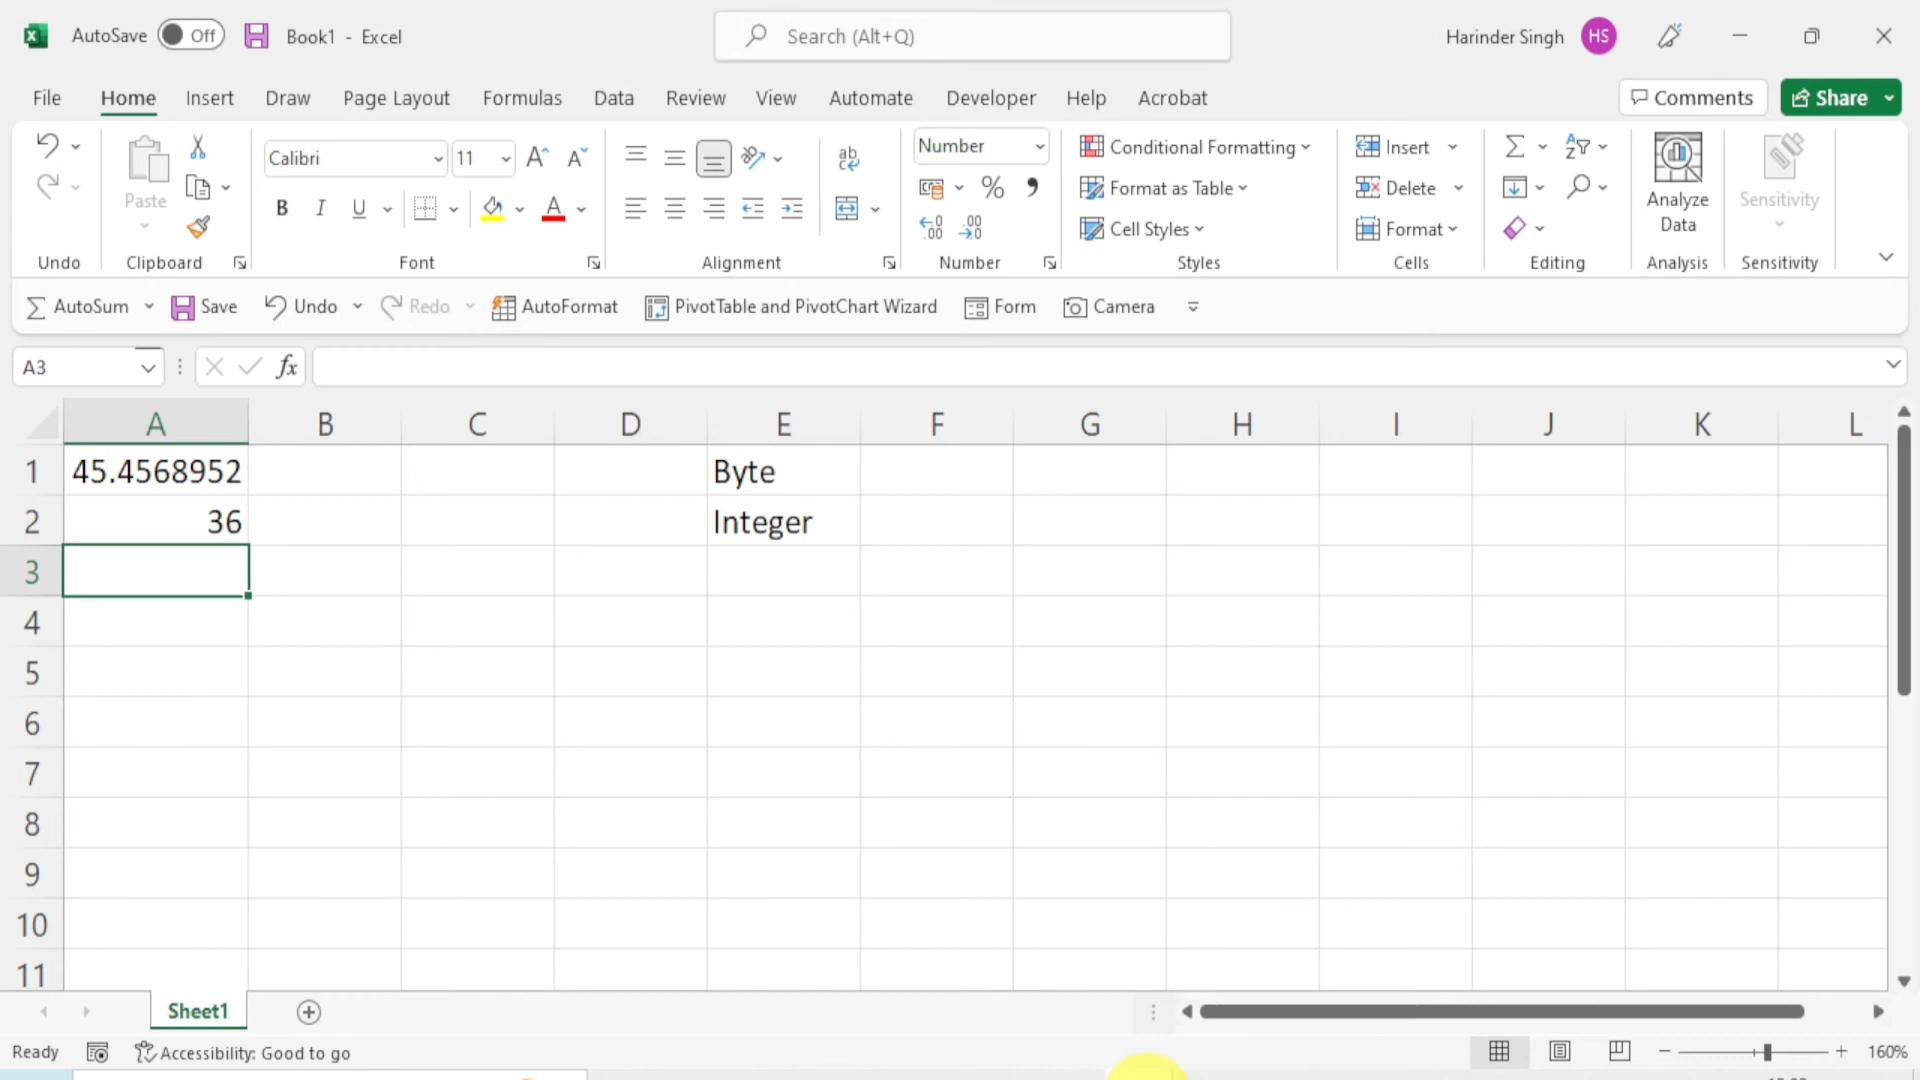 AutoSave Off Book1 - Excel Search (Alt+Q) Harinder Singh HS
File Home Insert Draw Page Layout Formulas Data Review View Automate Developer Help Acrobat Comments Share
Calibri 11 ab Number Conditional Formatting Insert
Paste % Format as Table Delete Analyze Data Sensitivity
B I U A Cell Styles Format
Undo Clipboard Font Alignment Number Styles Cells Editing Analysis Sensitivity
AutoSum Save Undo Redo AutoFormat PivotTable and PivotChart Wizard Form Camera
A3 fx
A B C D E F G H I J K L
1 45.4568952 Byte
2 36 Integer
3
4
5
6
7
8
9
10
11
Sheet1
Ready Accessibility: Good to go 160%